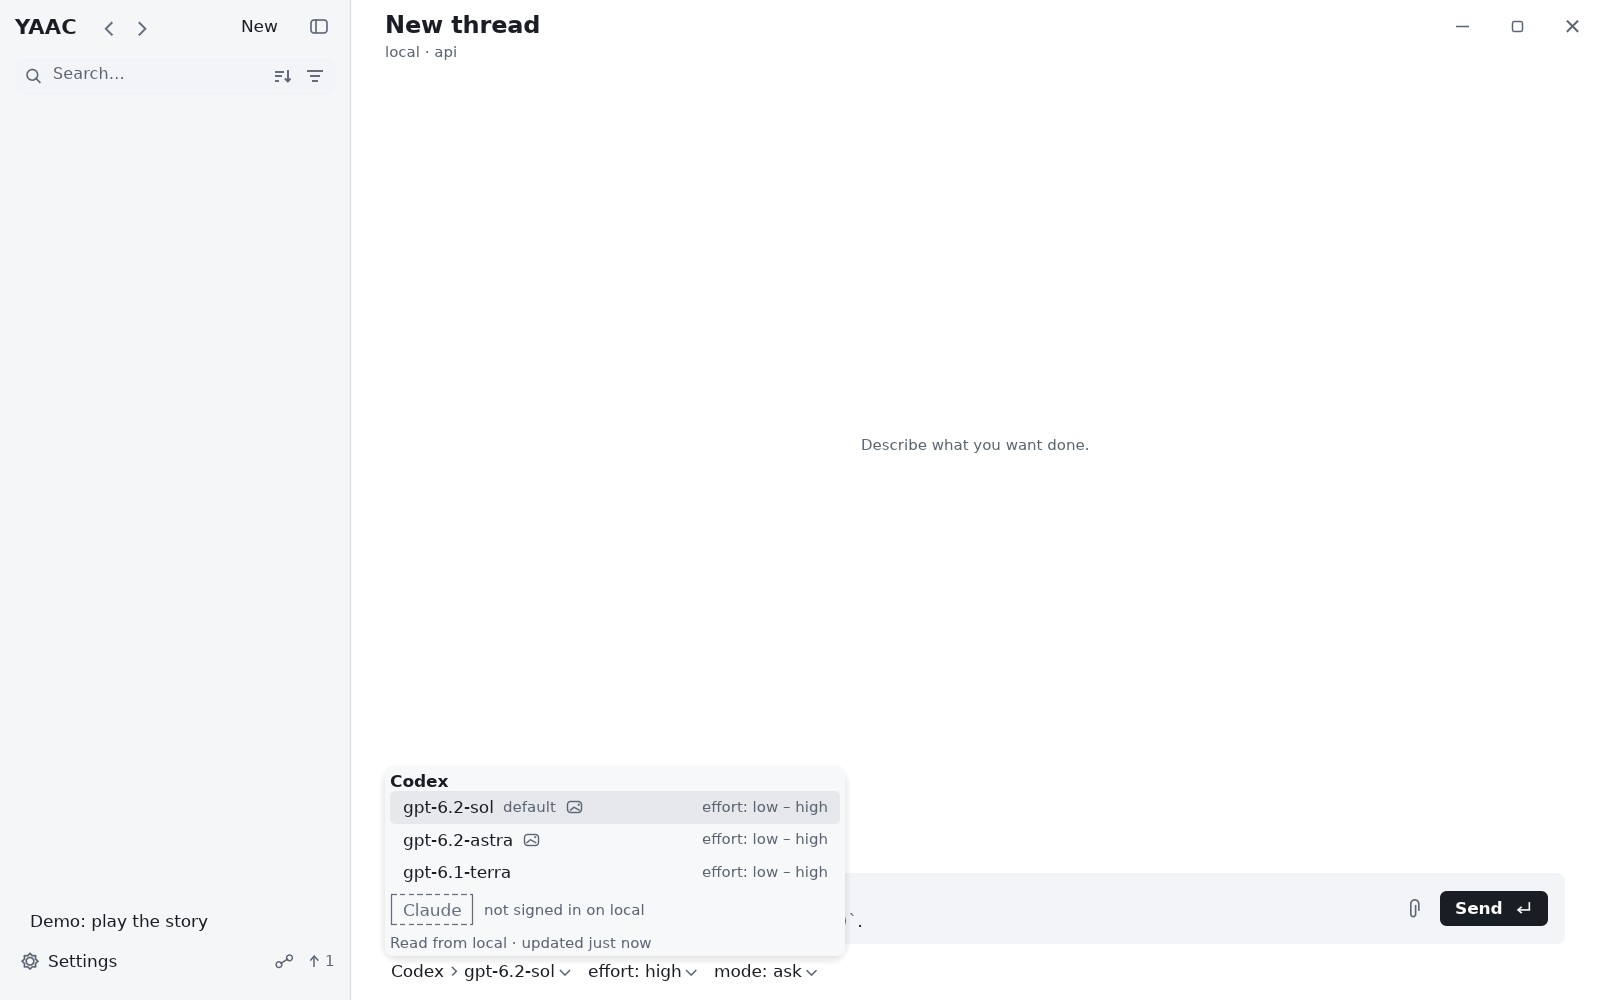 YAAC
New
Search...
Demo: play the story
Settings
1
New thread
local · api
Describe what you want done.
Codex
gpt-6.2-sol default effort: low – high
gpt-6.2-astra effort: low – high
gpt-6.1-terra effort: low – high
Claude not signed in on local
Read from local · updated just now
`.
Send
Codex > gpt-6.2-sol effort: high mode: ask